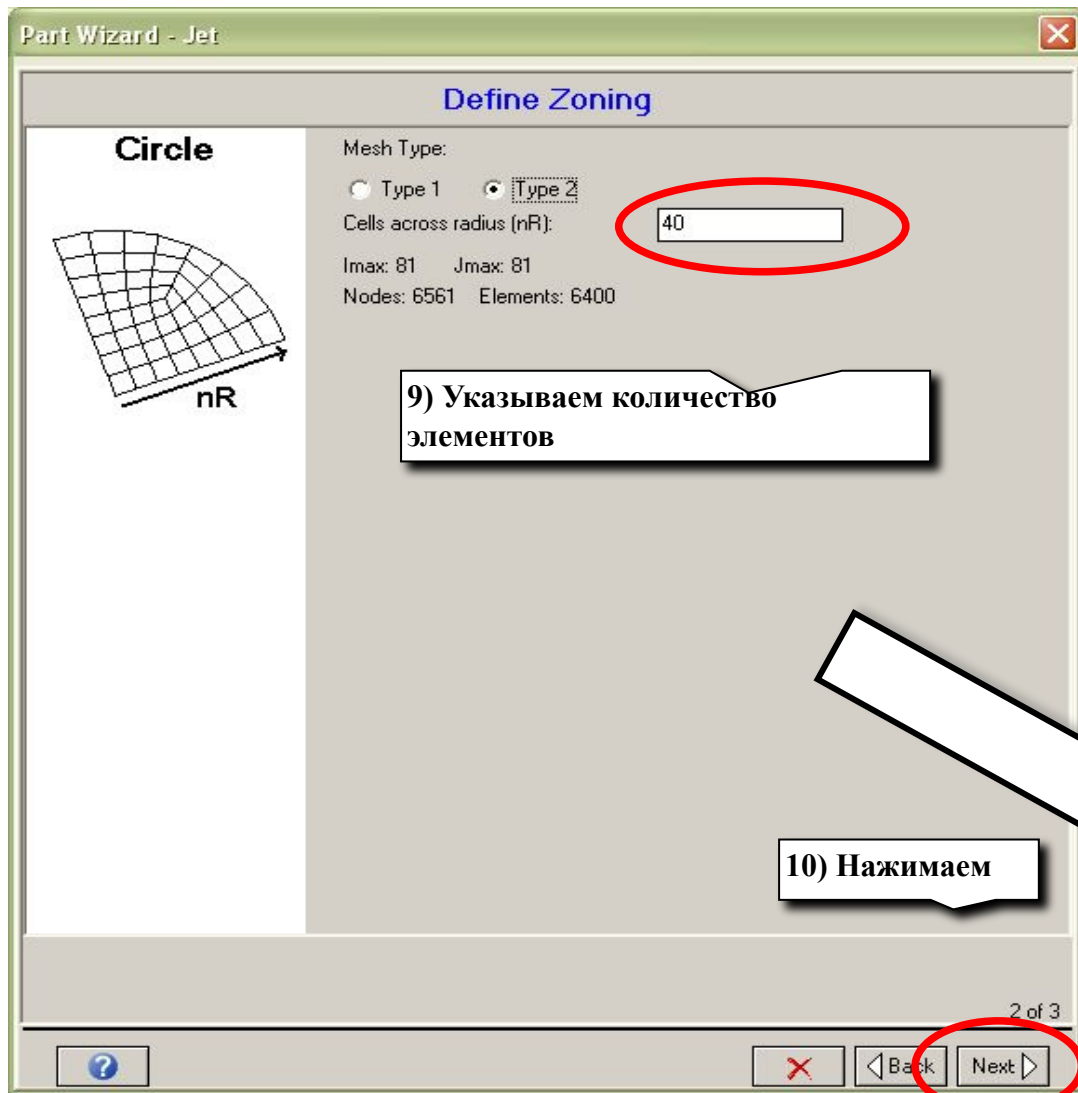 Part Wizard - Jet
Define Zoning
Circle
nR
Mesh Type:
Type 1 Type 2
Cells across radius (nR): 40
Imax: 81 Jmax: 81
Nodes: 6561 Elements: 6400
9) Указываем количество
элементов
10) Нажимаем
2 of 3
? Back Next